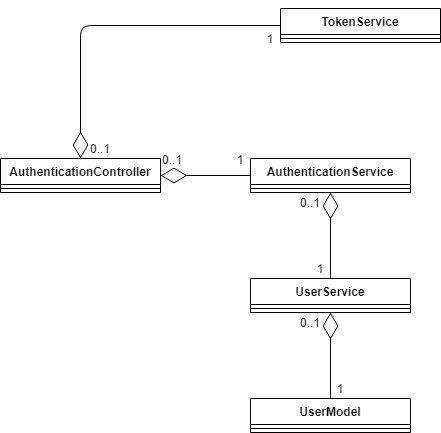 TokenService
1
0..1
AuthenticationController
0..1
1
AuthenticationService
0..1
1
UserService
0..1
1
UserModel